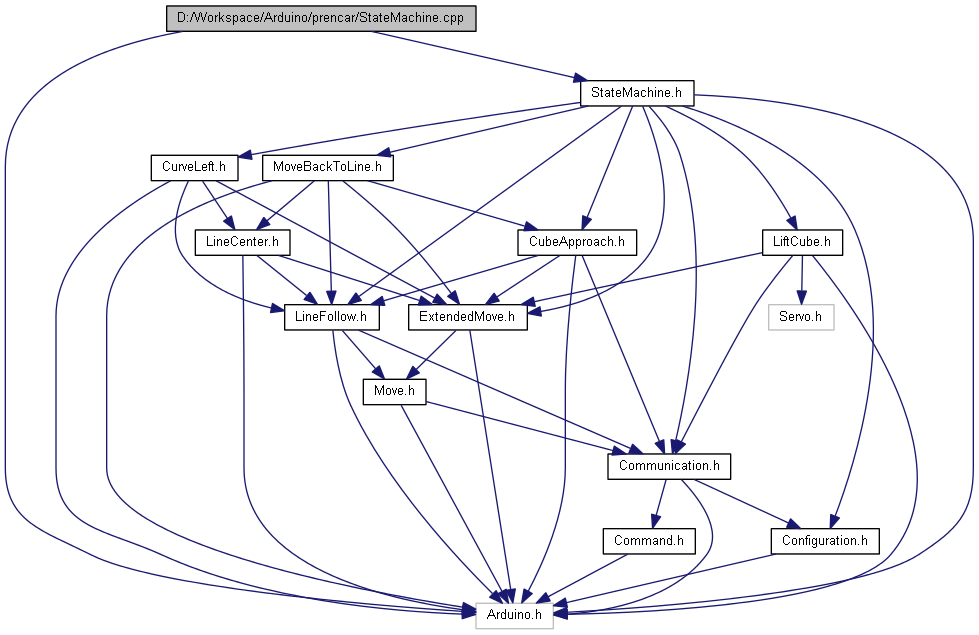 D:/Workspace/Arduino/prencar/StateMachine.cpp
StateMachine.h
CurveLeft.h
MoveBackToLine.h
LineCenter.h
CubeApproach.h
LiftCube.h
LineFollow.h
ExtendedMove.h
Servo.h
Move.h
Communication.h
Command.h
Configuration.h
Arduino.h